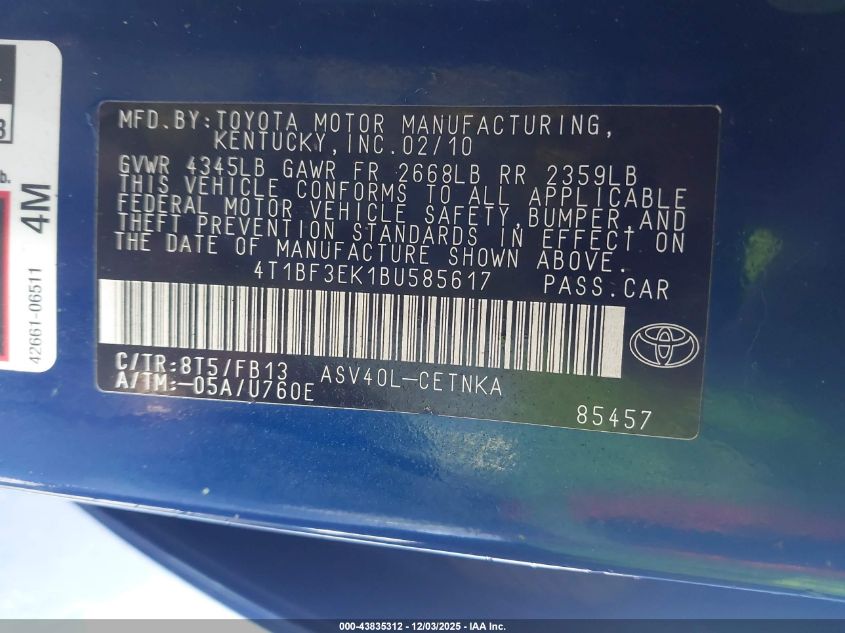 MFD. BY: TOYOTA MOTOR MANUFACTURING,
KENTUCKY, INC. 02/10
GVWR 4345LB GAWR FR 2668LB RR 2359LB
THIS VEHICLE CONFORMS TO ALL APPLICABLE
FEDERAL MOTOR VEHICLE SAFETY, BUMPER, AND
THEFT PREVENTION STANDARDS IN EFFECT ON
THE DATE OF MANUFACTURE SHOWN ABOVE.
4T1BF3EK1BU585617 PASS. CAR
C/TR: 8T5/FB13 ASV40L-CETNKA
A/TM: -05A/U760E
85457
4M
42661-06511
000-43835312 - 12/03/2025 - IAA Inc.